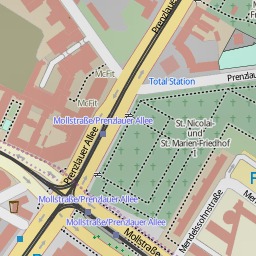 Prenzlauer Allee
McFit
McFit
Total Station
Prenzlaue
Mollstraße/Prenzlauer Allee
St. Nicolai-
und
St. Marien-Friedhof
I
Prenzlauer Allee
Mollstraße/Prenzlauer Allee
Mollstraße/Prenzlauer Allee
Mendelssohnstraße
Mollstraße
P